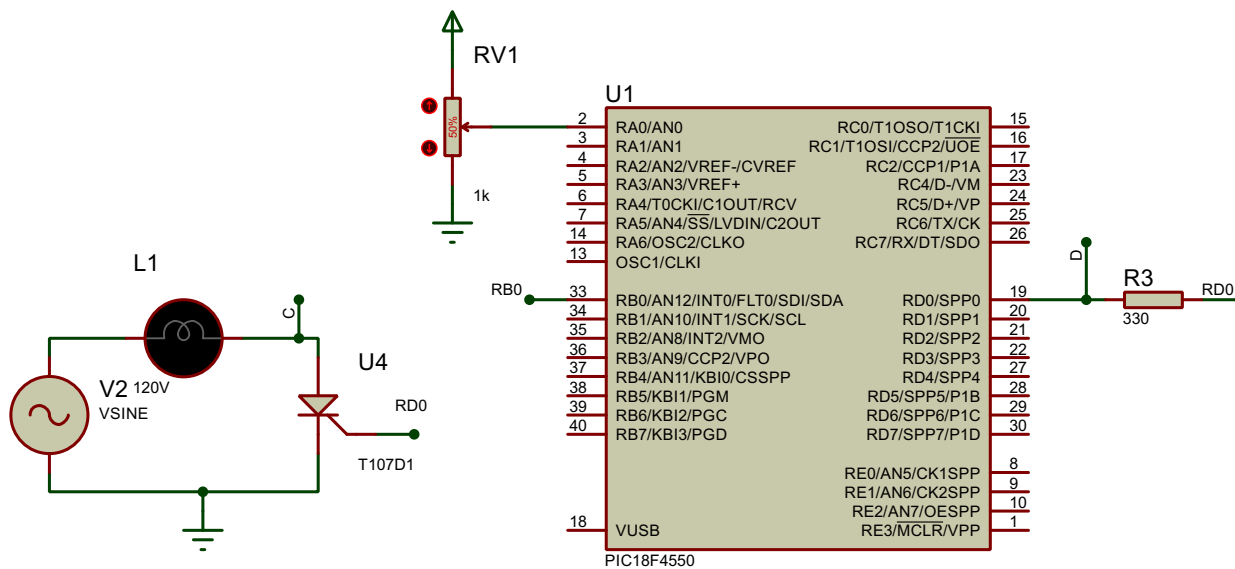 RV1
50%
1k
U1
2
3
4
5
6
7
14
13
33
34
35
36
37
38
39
40
18
RA0/AN0
RA1/AN1
RA2/AN2/VREF-/CVREF
RA3/AN3/VREF+
RA4/T0CKI/C1OUT/RCV
RA5/AN4/SS/LVDIN/C2OUT
RA6/OSC2/CLKO
OSC1/CLKI
RB0/AN12/INT0/FLT0/SDI/SDA
RB1/AN10/INT1/SCK/SCL
RB2/AN8/INT2/VMO
RB3/AN9/CCP2/VPO
RB4/AN11/KBI0/CSSPP
RB5/KBI1/PGM
RB6/KBI2/PGC
RB7/KBI3/PGD
VUSB
RC0/T1OSO/T1CKI
RC1/T1OSI/CCP2/UOE
RC2/CCP1/P1A
RC4/D-/VM
RC5/D+/VP
RC6/TX/CK
RC7/RX/DT/SDO
RD0/SPP0
RD1/SPP1
RD2/SPP2
RD3/SPP3
RD4/SPP4
RD5/SPP5/P1B
RD6/SPP6/P1C
RD7/SPP7/P1D
RE0/AN5/CK1SPP
RE1/AN6/CK2SPP
RE2/AN7/OESPP
RE3/MCLR/VPP
15
16
17
23
24
25
26
19
20
21
22
27
28
29
30
8
9
10
1
PIC18F4550
RB0
D
R3
330
RD0
L1
C
V2
120V
VSINE
U4
RD0
T107D1